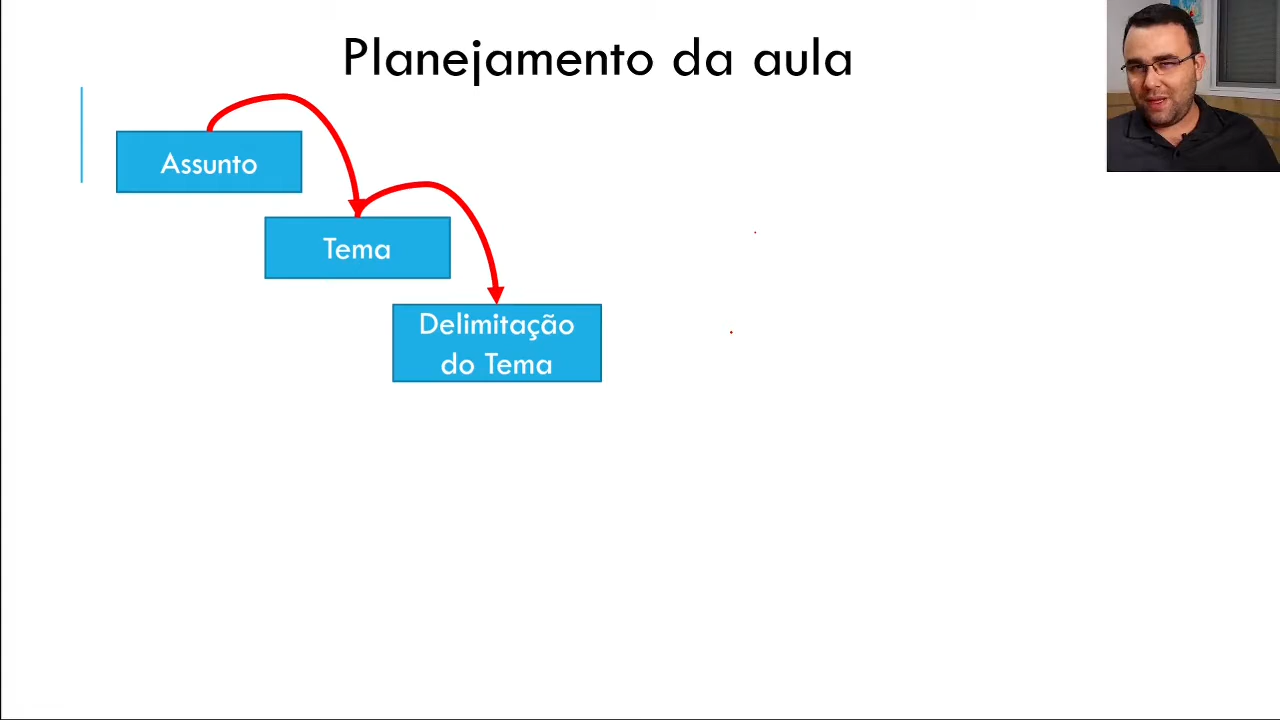 Planejamento da aula
Assunto
Tema
Delimitação
do Tema